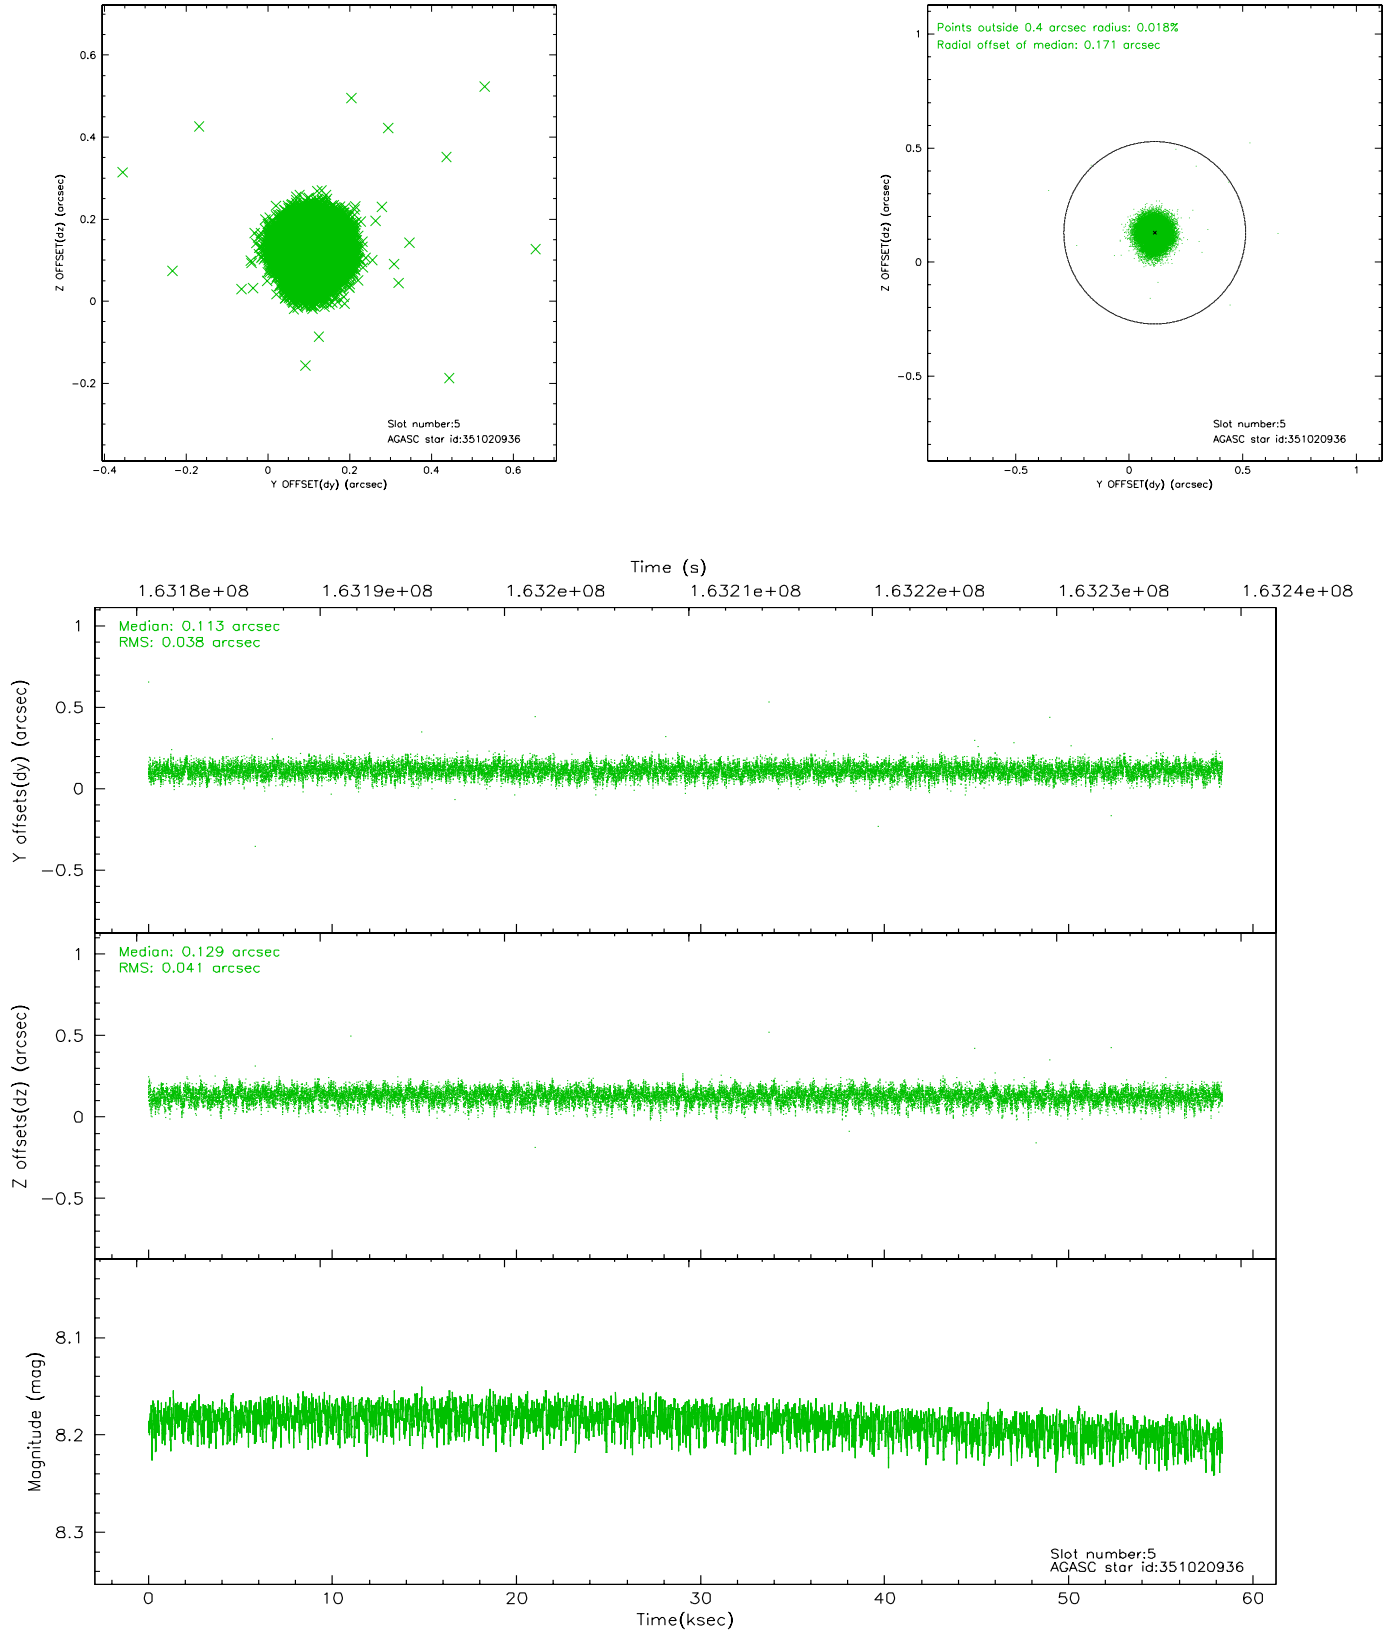 0.6
0.4
0.2
0
−0.2
Z OFFSET(dz) (arcsec)
Slot number:5
AGASC star id:351020936
−0.4 −0.2 0 0.2 0.4 0.6
Y OFFSET(dy) (arcsec)
Points outside 0.4 arcsec radius: 0.018%
Radial offset of median: 0.171 arcsec
1
0.5
0
−0.5
Z OFFSET(dz) (arcsec)
Slot number:5
AGASC star id:351020936
−0.5 0 0.5 1
Y OFFSET(dy) (arcsec)
Time (s)
1.6318e+08 1.6319e+08 1.632e+08 1.6321e+08 1.6322e+08 1.6323e+08 1.6324e+08
Median: 0.113 arcsec
RMS: 0.038 arcsec
1
0.5
0
−0.5
Y offsets(dy) (arcsec)
Median: 0.129 arcsec
RMS: 0.041 arcsec
1
0.5
0
−0.5
Z offsets(dz) (arcsec)
8.1
8.2
8.3
Magnitude (mag)
Slot number:5
AGASC star id:351020936
0 10 20 30 40 50 60
Time(ksec)